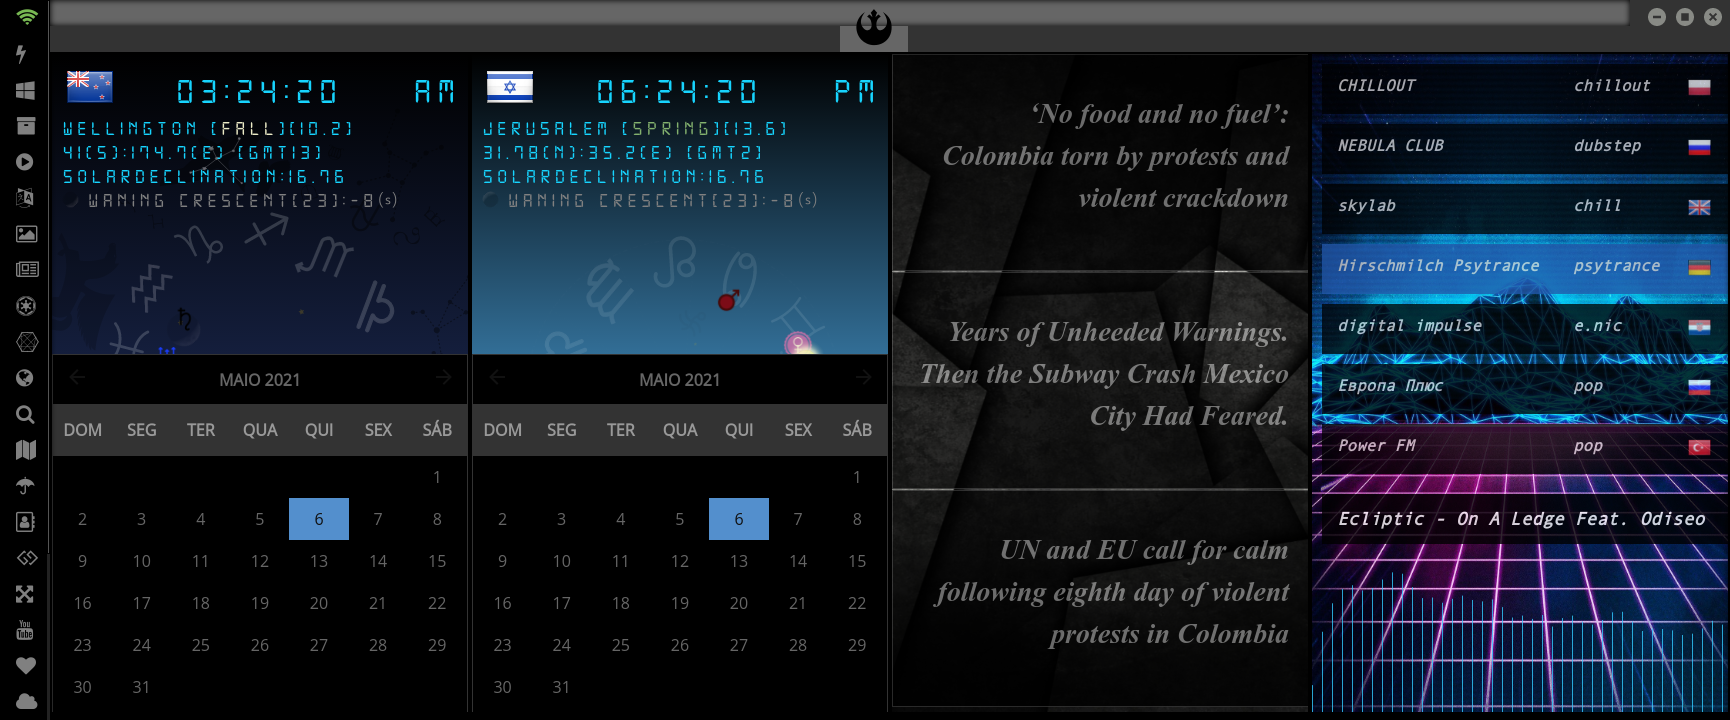 03:24:20 AM
WELLINGTON [FALL][10.2]
41(S):174.7(E) [GMT13]
SOLARDECLINATION:16.76
WANING CRESCENT[23]:-8(s)
MAIO 2021
DOM SEG TER QUA QUI SEX SÁB
1
2 3 4 5 6 7 8
9 10 11 12 13 14 15
16 17 18 19 20 21 22
23 24 25 26 27 28 29
30 31
06:24:20 PM
JERUSALEM [SPRING][13.6]
31.78(N):35.2(E) [GMT2]
SOLARDECLINATION:16.76
WANING CRESCENT[23]:-8(s)
MAIO 2021
DOM SEG TER QUA QUI SEX SÁB
1
2 3 4 5 6 7 8
9 10 11 12 13 14 15
16 17 18 19 20 21 22
23 24 25 26 27 28 29
30 31
‘No food and no fuel’:
Colombia torn by protests and
violent crackdown
Years of Unheeded Warnings.
Then the Subway Crash Mexico
City Had Feared.
UN and EU call for calm
following eighth day of violent
protests in Colombia
CHILLOUT chillout
NEBULA CLUB dubstep
skylab chill
Hirschmilch Psytrance psytrance
digital impulse e.nic
Европа Плюс pop
Power FM pop
Ecliptic - On A Ledge Feat. Odiseo
You
Tube